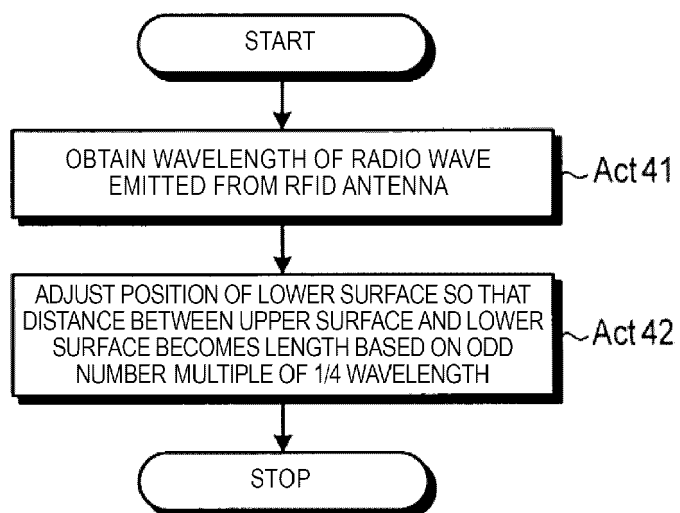 START
OBTAIN WAVELENGTH OF RADIO WAVE
EMITTED FROM RFID ANTENNA
Act 41
ADJUST POSITION OF LOWER SURFACE SO THAT
DISTANCE BETWEEN UPPER SURFACE AND LOWER
SURFACE BECOMES LENGTH BASED ON ODD
NUMBER MULTIPLE OF 1/4 WAVELENGTH
Act 42
STOP